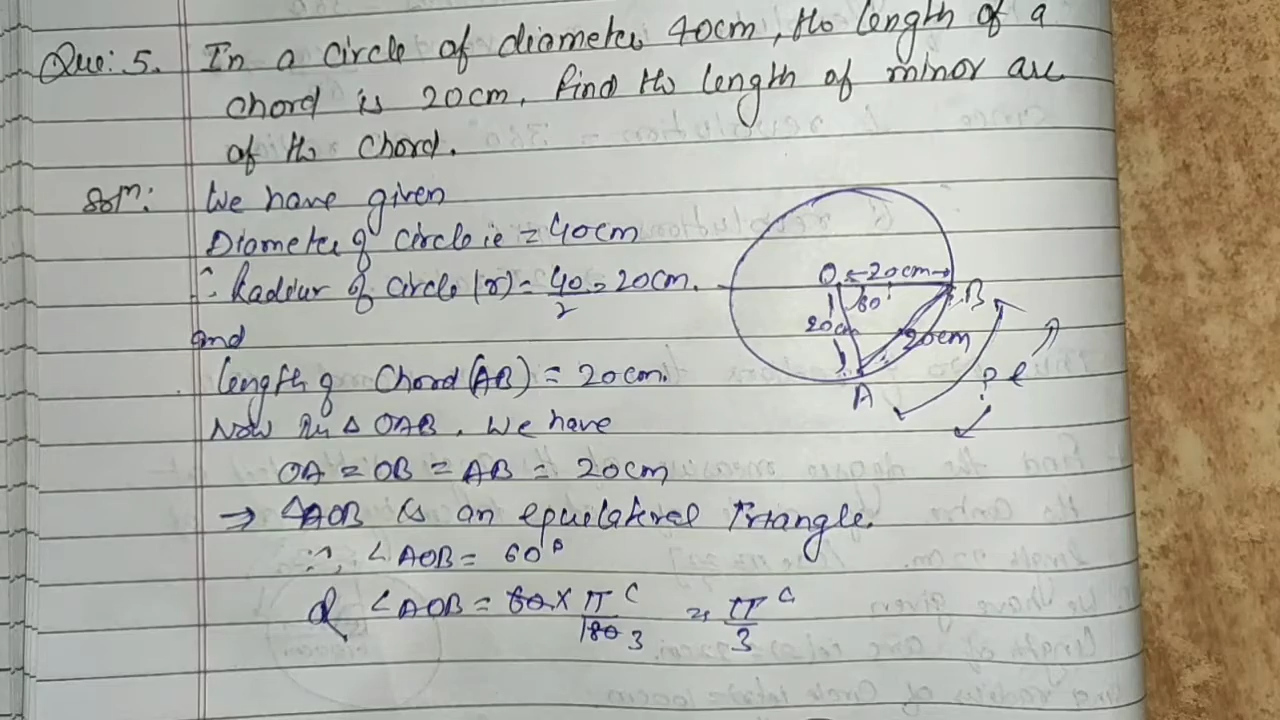 Que: 5. In a circle of diameter 40cm, the length of a
chord is 20cm, find the length of minor arc
of the chord.
Solⁿ: We have given
Diameter of circle ie = 40cm
∴ Radius of circle (r) = 40/2 = 20cm.
and
length of Chord (AB) = 20cm.
Now In △ OAB, we have
OA = OB = AB = 20cm
⇒ △AOB is an equilateral Triangle.
∴ ∠AOB = 60°
∠AOB = 60 × π/180 3 ᶜ = π/3 ᶜ
O 20cm
60°
B
20cm
20cm
A
? l